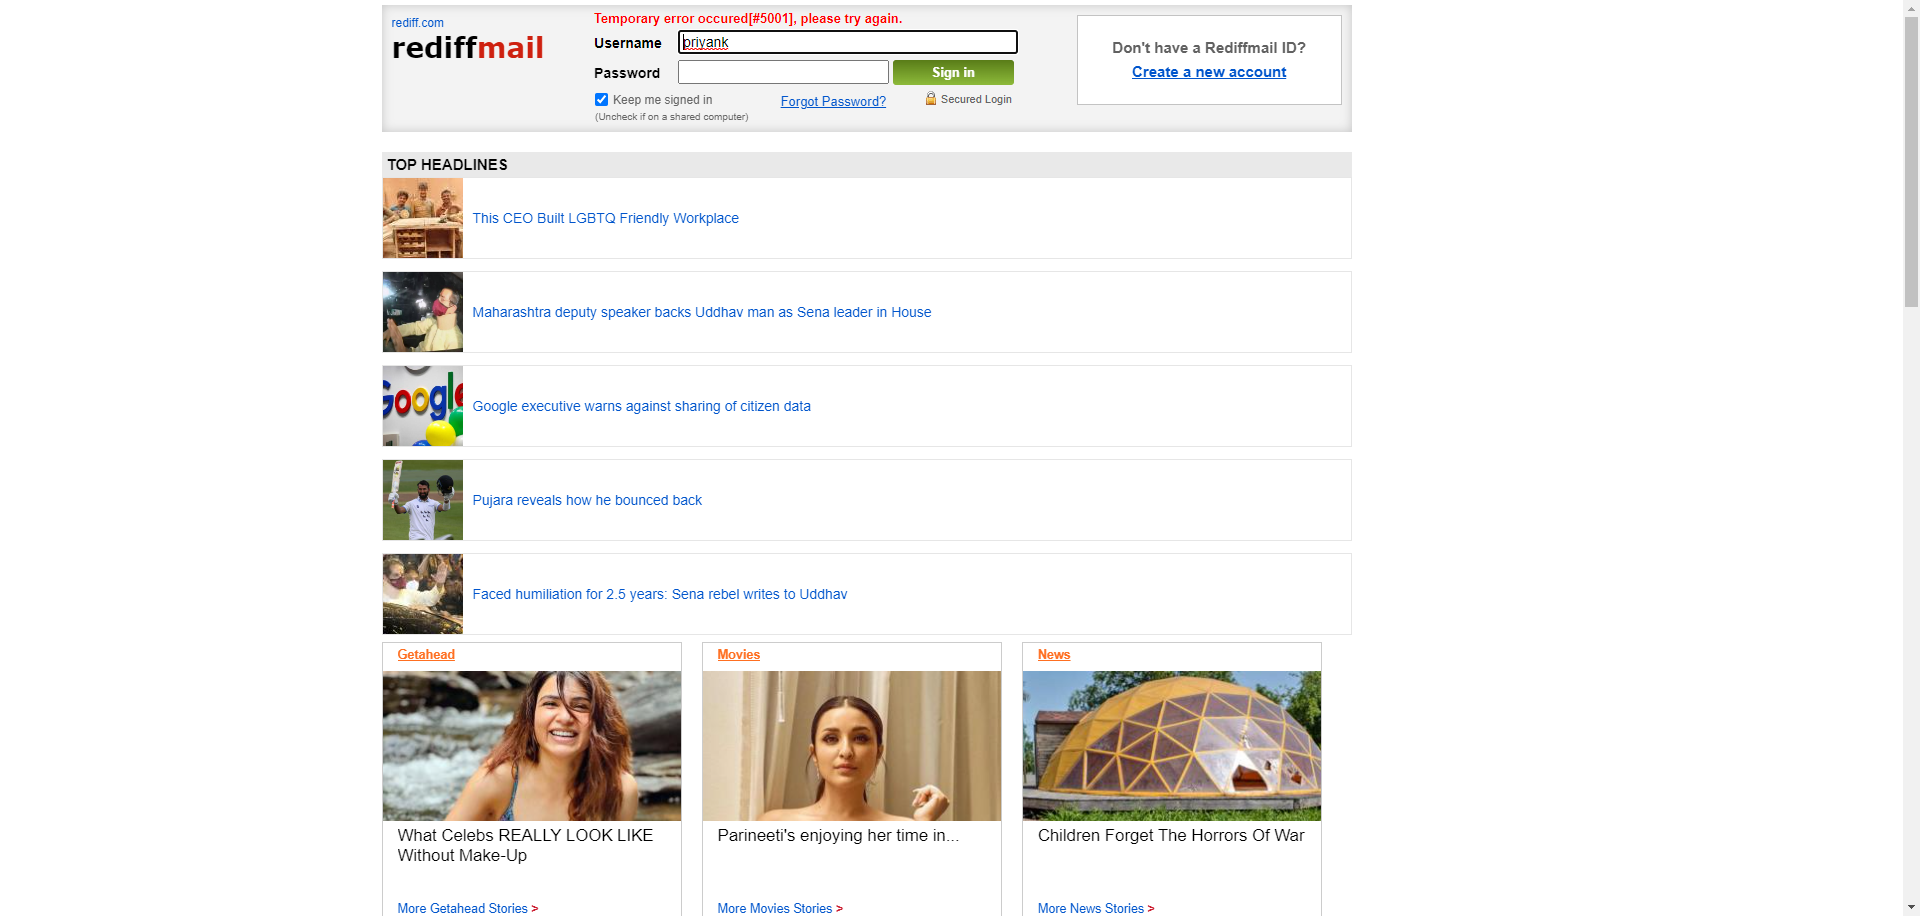 rediff.com
rediffmail
Temporary error occured[#5001], please try again.
Username
priyank
Password
Sign in
Keep me signed in
Forgot Password?
Secured Login
(Uncheck if on a shared computer)
Don't have a Rediffmail ID?
Create a new account
TOP HEADLINES
This CEO Built LGBTQ Friendly Workplace
Maharashtra deputy speaker backs Uddhav man as Sena leader in House
Google
Google executive warns against sharing of citizen data
Pujara reveals how he bounced back
Faced humiliation for 2.5 years: Sena rebel writes to Uddhav
Getahead
What Celebs REALLY LOOK LIKE
Without Make-Up
More Getahead Stories >
Movies
Parineeti's enjoying her time in...
More Movies Stories >
News
Children Forget The Horrors Of War
More News Stories >